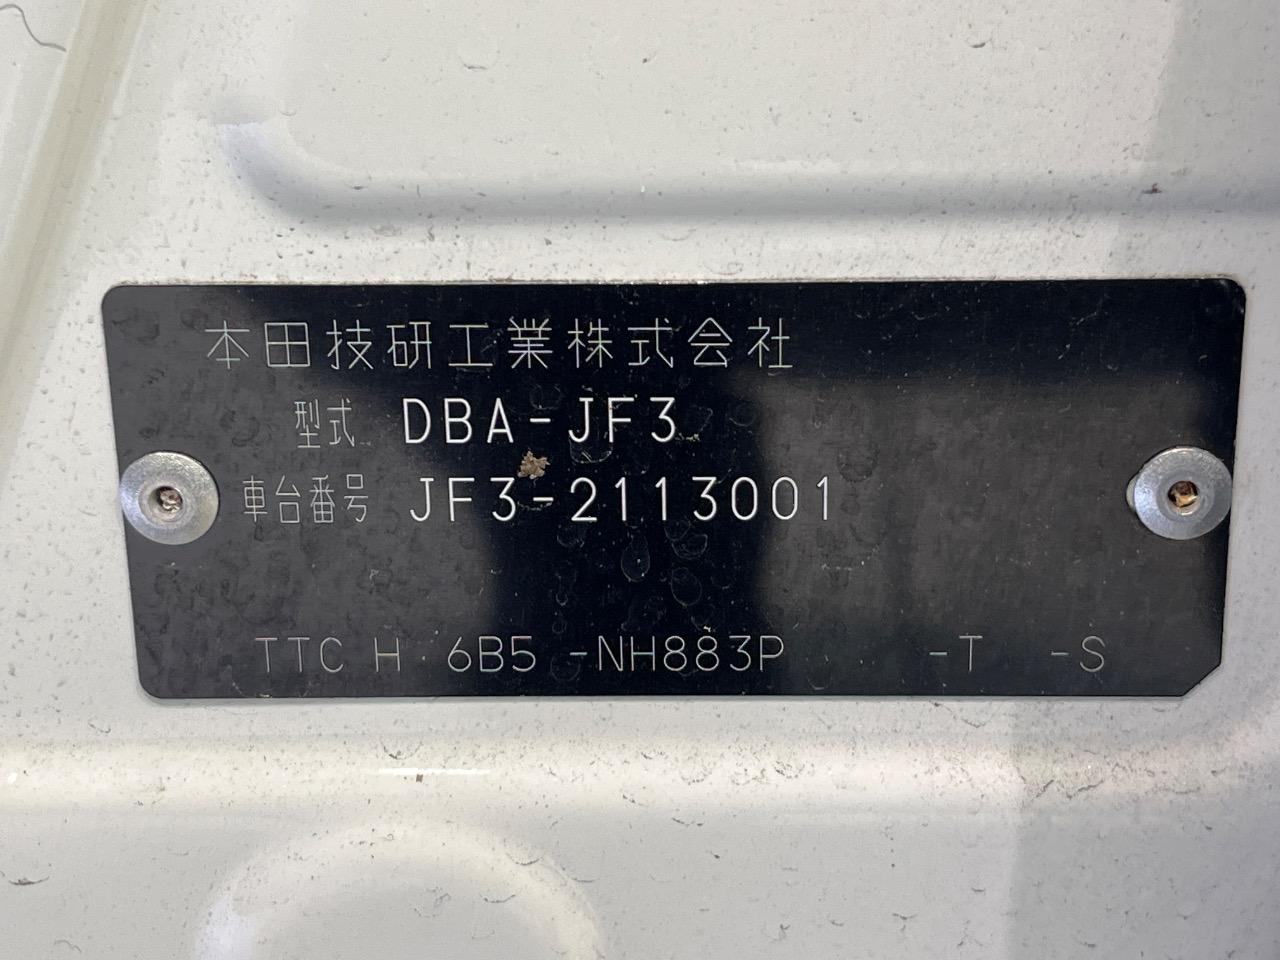 本田技研工業株式会社
型式 DBA-JF3
車台番号 JF3-2113001
TTC H 6B5 -NH883P -T -S